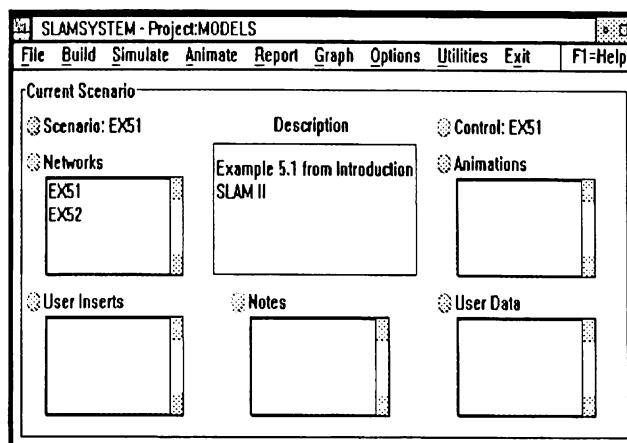 SLAMSYSTEM - Project:MODELS
File Build Simulate Animate Report Graph Options Utilities Exit F1=Help
Current Scenario
Scenario: EX51 Description Control: EX51
Networks Animations
Example 5.1 from Introduction
EX51
SLAM II
EX52
User Inserts Notes User Data